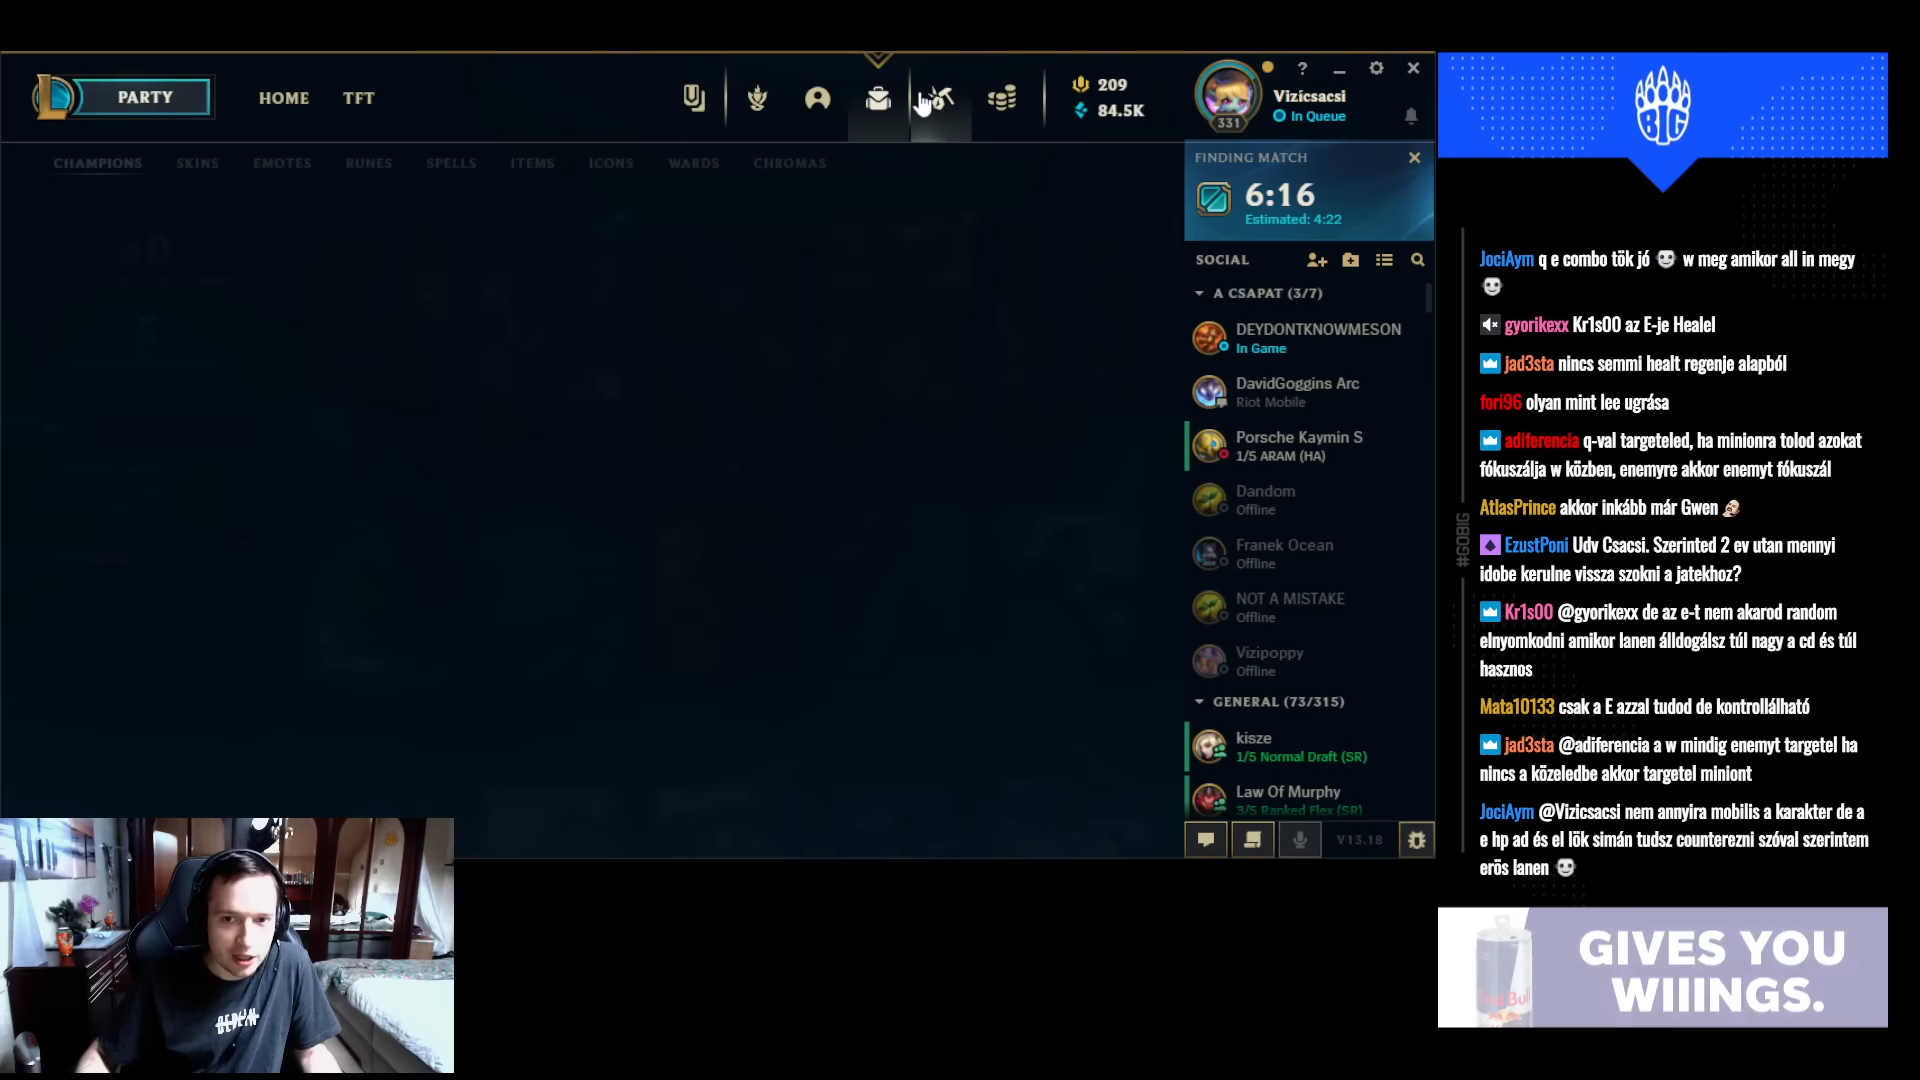 PARTY
HOME
TFT
209
84.5K
331
Vizicsacsi
In Queue
?
CHAMPIONS
SKINS
EMOTES
RUNES
SPELLS
ITEMS
ICONS
WARDS
CHROMAS
FINDING MATCH
6:16
Estimated: 4:22
SOCIAL
A CSAPAT (3/7)
DEYDONTKNOWMESON
In Game
DavidGoggins Arc
Riot Mobile
Porsche Kaymin S
1/5 ARAM (HA)
Dandom
Offline
Franek Ocean
Offline
NOT A MISTAKE
Offline
Vizipoppy
Offline
GENERAL (73/315)
kisze
1/5 Normal Draft (SR)
Law Of Murphy
3/5 Ranked Flex (SR)
V13.18
BIG
#GOBIG
JociAym q e combo tök jó w meg amikor all in megy
gyorikexx Kr1s00 az E-je Healel
jad3sta nincs semmi healt regenje alapból
fori96 olyan mint lee ugrása
adiferencia q-val targeteled, ha minionra tolod azokat
fókuszálja w közben, enemyre akkor enemyt fókuszál
AtlasPrince akkor inkább már Gwen
EzustPoni Udv Csacsi. Szerinted 2 ev utan mennyi
idobe kerulne vissza szokni a jatekhoz?
Kr1s00 @gyorikexx de az e-t nem akarod random
elnyomkodni amikor lanen álldogálsz túl nagy a cd és túl
hasznos
Mata10133 csak a E azzal tudod de kontrollálható
jad3sta @adiferencia a w mindig enemyt targetel ha
nincs a közeledbe akkor targetel miniont
JociAym @Vizicsacsi nem annyira mobilis a karakter de a
e hp ad és el lök simán tudsz counterezni szóval szerintem
erös lanen
Red Bull
GIVES YOU
WIIINGS.
BERLIN